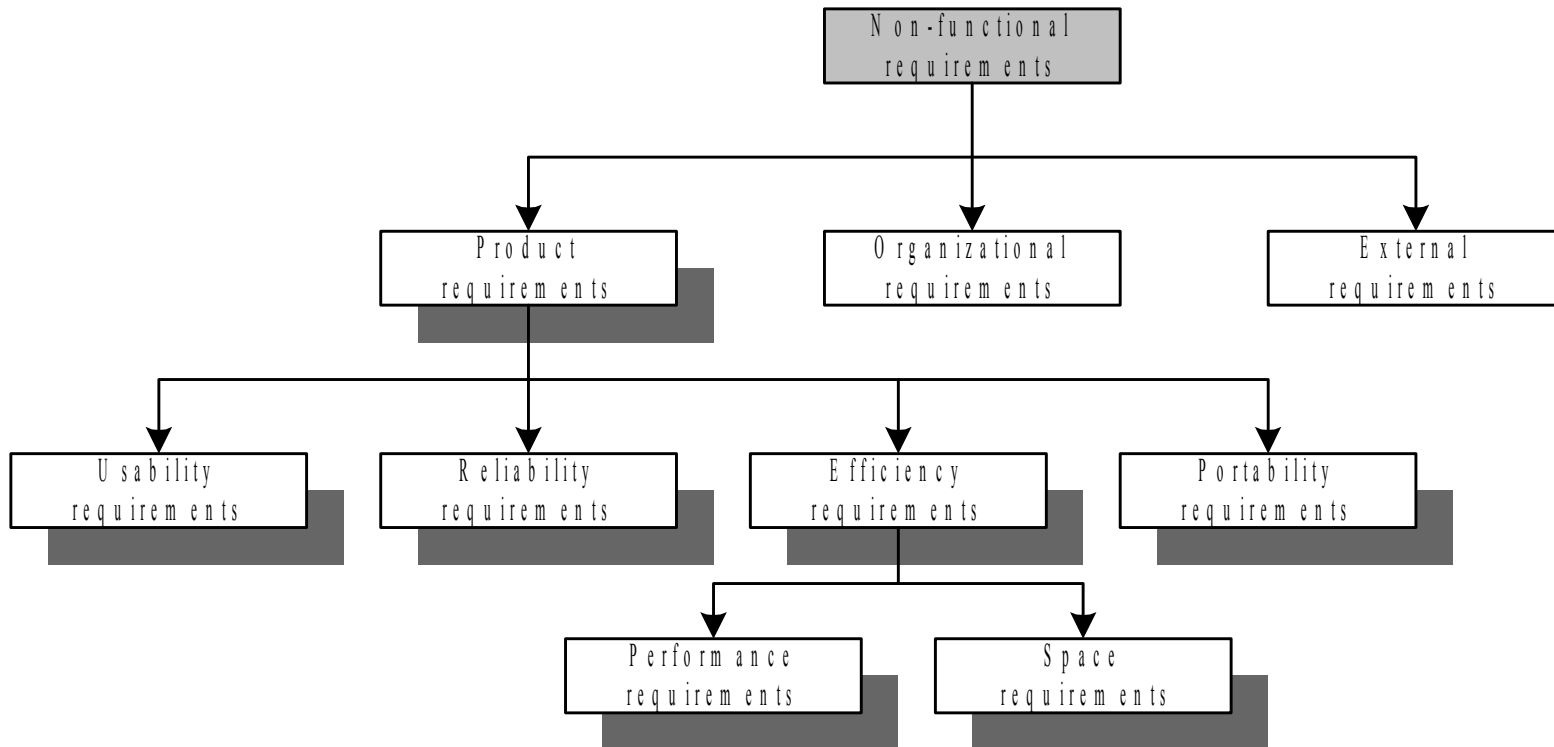 Non-functional
requirements
Product
requirements
Organizational
requirements
External
requirements
Usability
requirements
Reliability
requirements
Efficiency
requirements
Portability
requirements
Performance
requirements
Space
requirements